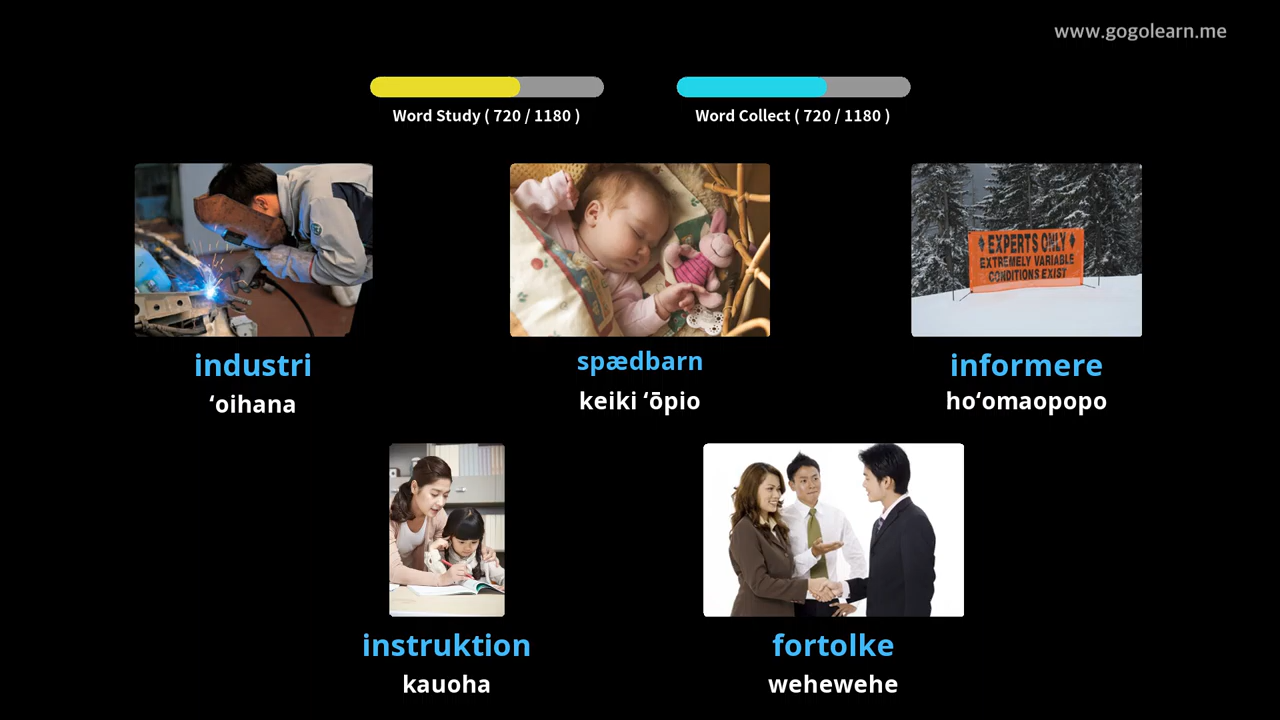 www.gogolearn.me
Word Study ( 720 / 1180 )
Word Collect ( 720 / 1180 )
EXPERTS ONLY
EXTREMELY VARIABLE
CONDITIONS EXIST
industri
ʻoihana
spædbarn
keiki ʻōpio
informere
hoʻomaopopo
instruktion
kauoha
fortolke
wehewehe